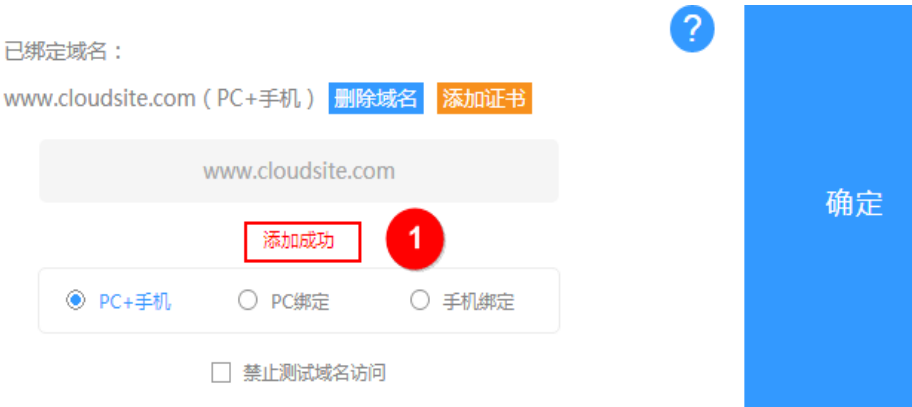 ?
已绑定域名：
www.cloudsite.com（PC+手机） 删除域名 添加证书
www.cloudsite.com
确定
添加成功 1
PC+手机 PC绑定 手机绑定
禁止测试域名访问